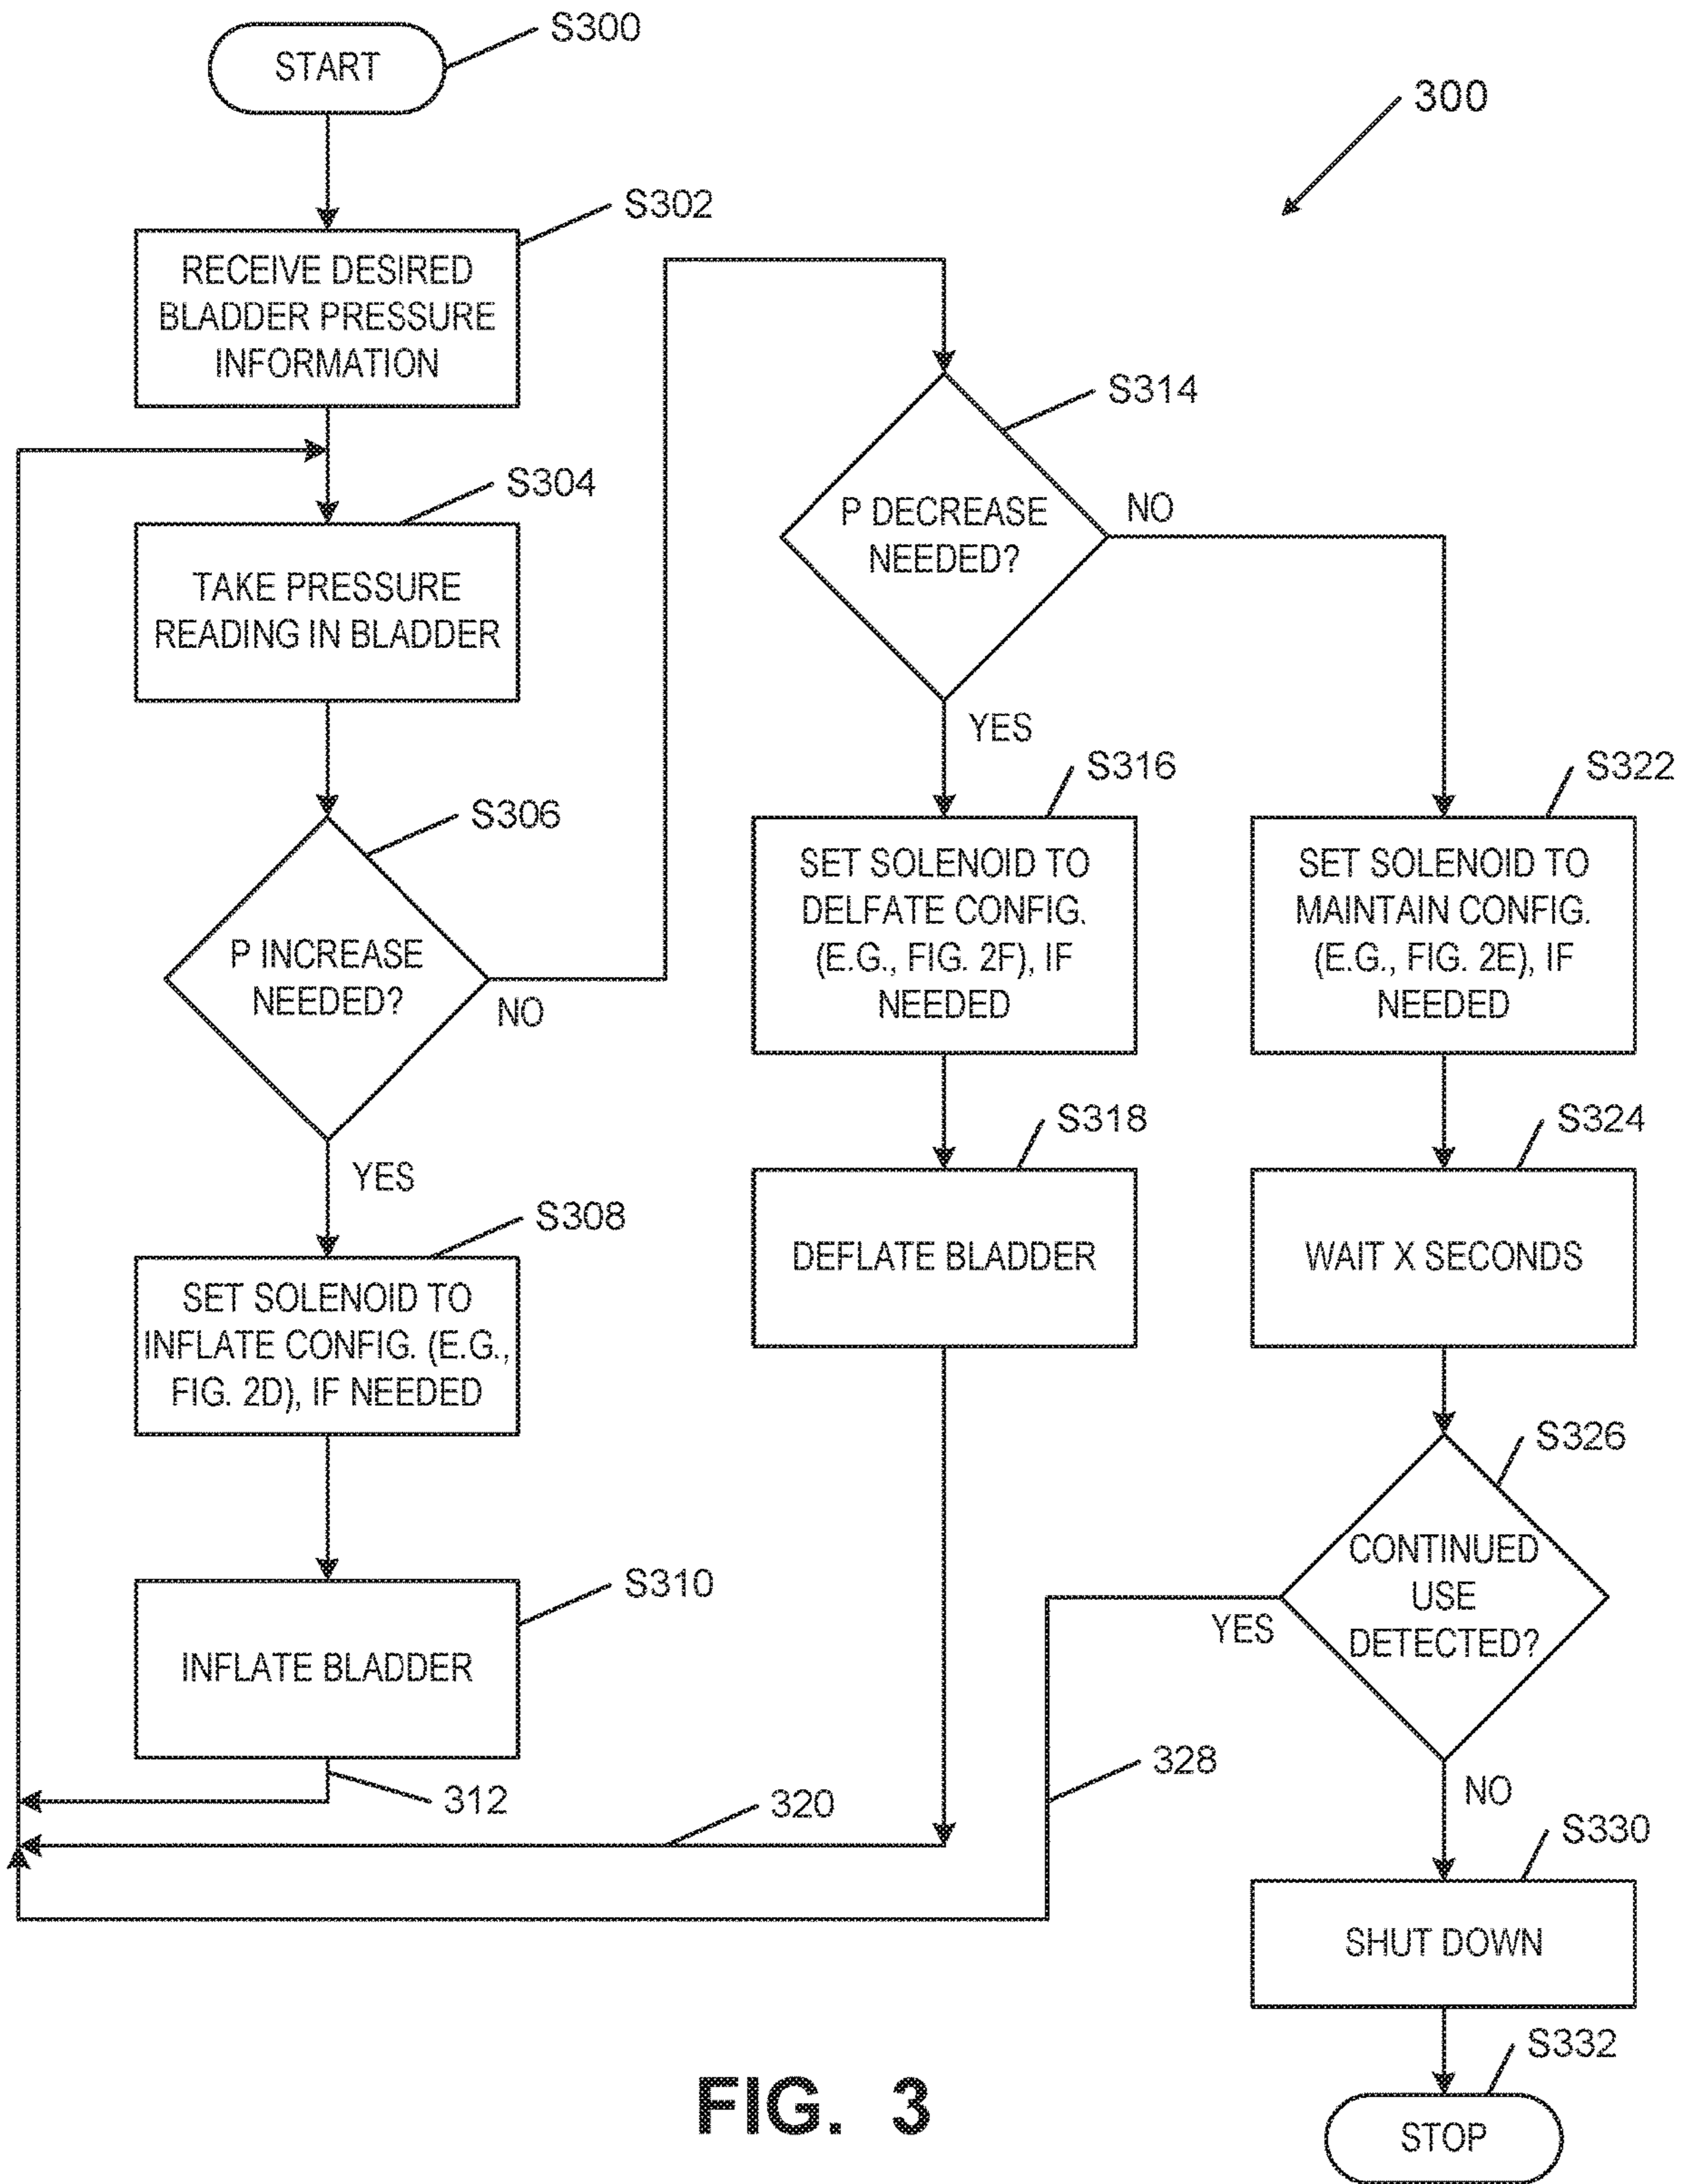 START
S300
300
S302
RECEIVE DESIRED
BLADDER PRESSURE
INFORMATION
S304
TAKE PRESSURE
READING IN BLADDER
S306
P INCREASE
NEEDED?
NO
YES
S308
SET SOLENOID TO
INFLATE CONFIG. (E.G.,
FIG. 2D), IF NEEDED
S310
INFLATE BLADDER
312
S314
P DECREASE
NEEDED?
NO
YES
S316
SET SOLENOID TO
DELFATE CONFIG.
(E.G., FIG. 2F), IF
NEEDED
S318
DEFLATE BLADDER
320
S322
SET SOLENOID TO
MAINTAIN CONFIG.
(E.G., FIG. 2E), IF
NEEDED
S324
WAIT X SECONDS
S326
CONTINUED
USE
DETECTED?
YES
328
NO
S330
SHUT DOWN
S332
STOP
FIG. 3